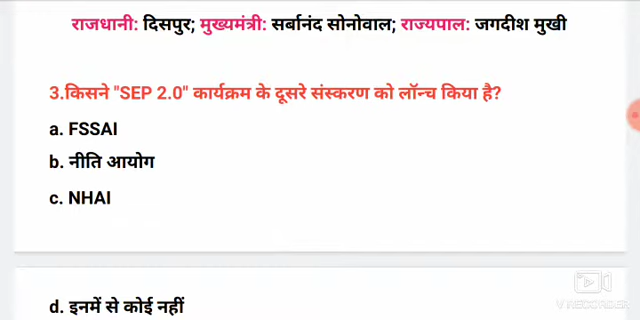 राजधानी: दिसपुर; मुख्यमंत्री: सर्बानंद सोनोवाल; राज्यपाल: जगदीश मुखी
3.किसने "SEP 2.0" कार्यक्रम के दूसरे संस्करण को लॉन्च किया है?
a. FSSAI
b. नीति आयोग
c. NHAI
d. इनमें से कोई नहीं